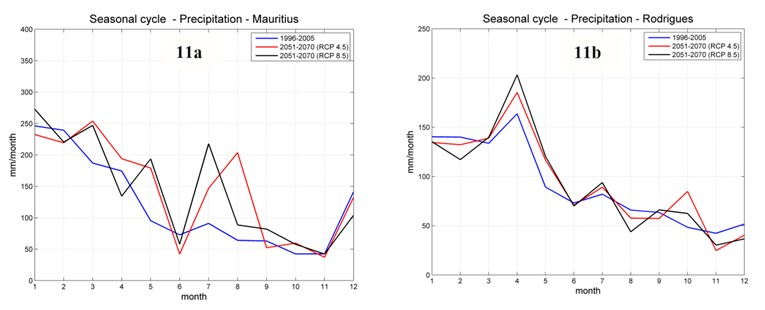 Seasonal cycle - Precipitation - Mauritius
11a
1996-2005
2051-2070 (RCP 4.5)
2051-2070 (RCP 8.5)
mm/month
400
350
300
250
200
150
100
50
0
1 2 3 4 5 6 7 8 9 10 11 12
month
Seasonal cycle - Precipitation - Rodrigues
11b
1996-2005
2051-2070 (RCP 4.5)
2051-2070 (RCP 8.5)
mm/month
250
200
150
100
50
0
1 2 3 4 5 6 7 8 9 10 11 12
month